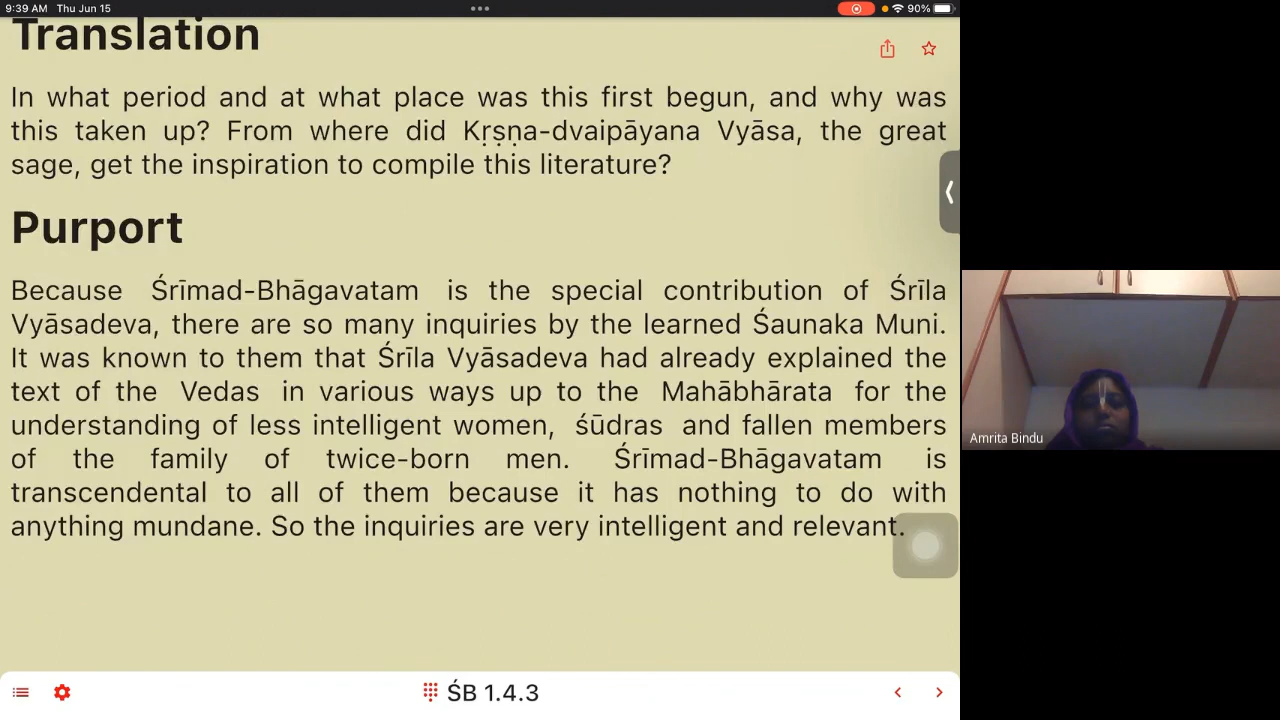 9:39 AM Thu Jun 15
90%
Translation
In what period and at what place was this first begun, and why was
this taken up? From where did Kṛṣṇa-dvaipāyana Vyāsa, the great
sage, get the inspiration to compile this literature?
Purport
Because Śrīmad-Bhāgavatam is the special contribution of Śrīla
Vyāsadeva, there are so many inquiries by the learned Śaunaka Muni.
It was known to them that Śrīla Vyāsadeva had already explained the
text of the Vedas in various ways up to the Mahābhārata for the
understanding of less intelligent women, śūdras and fallen members
of the family of twice-born men. Śrīmad-Bhāgavatam is
transcendental to all of them because it has nothing to do with
anything mundane. So the inquiries are very intelligent and relevant.
Amrita Bindu
ŚB 1.4.3